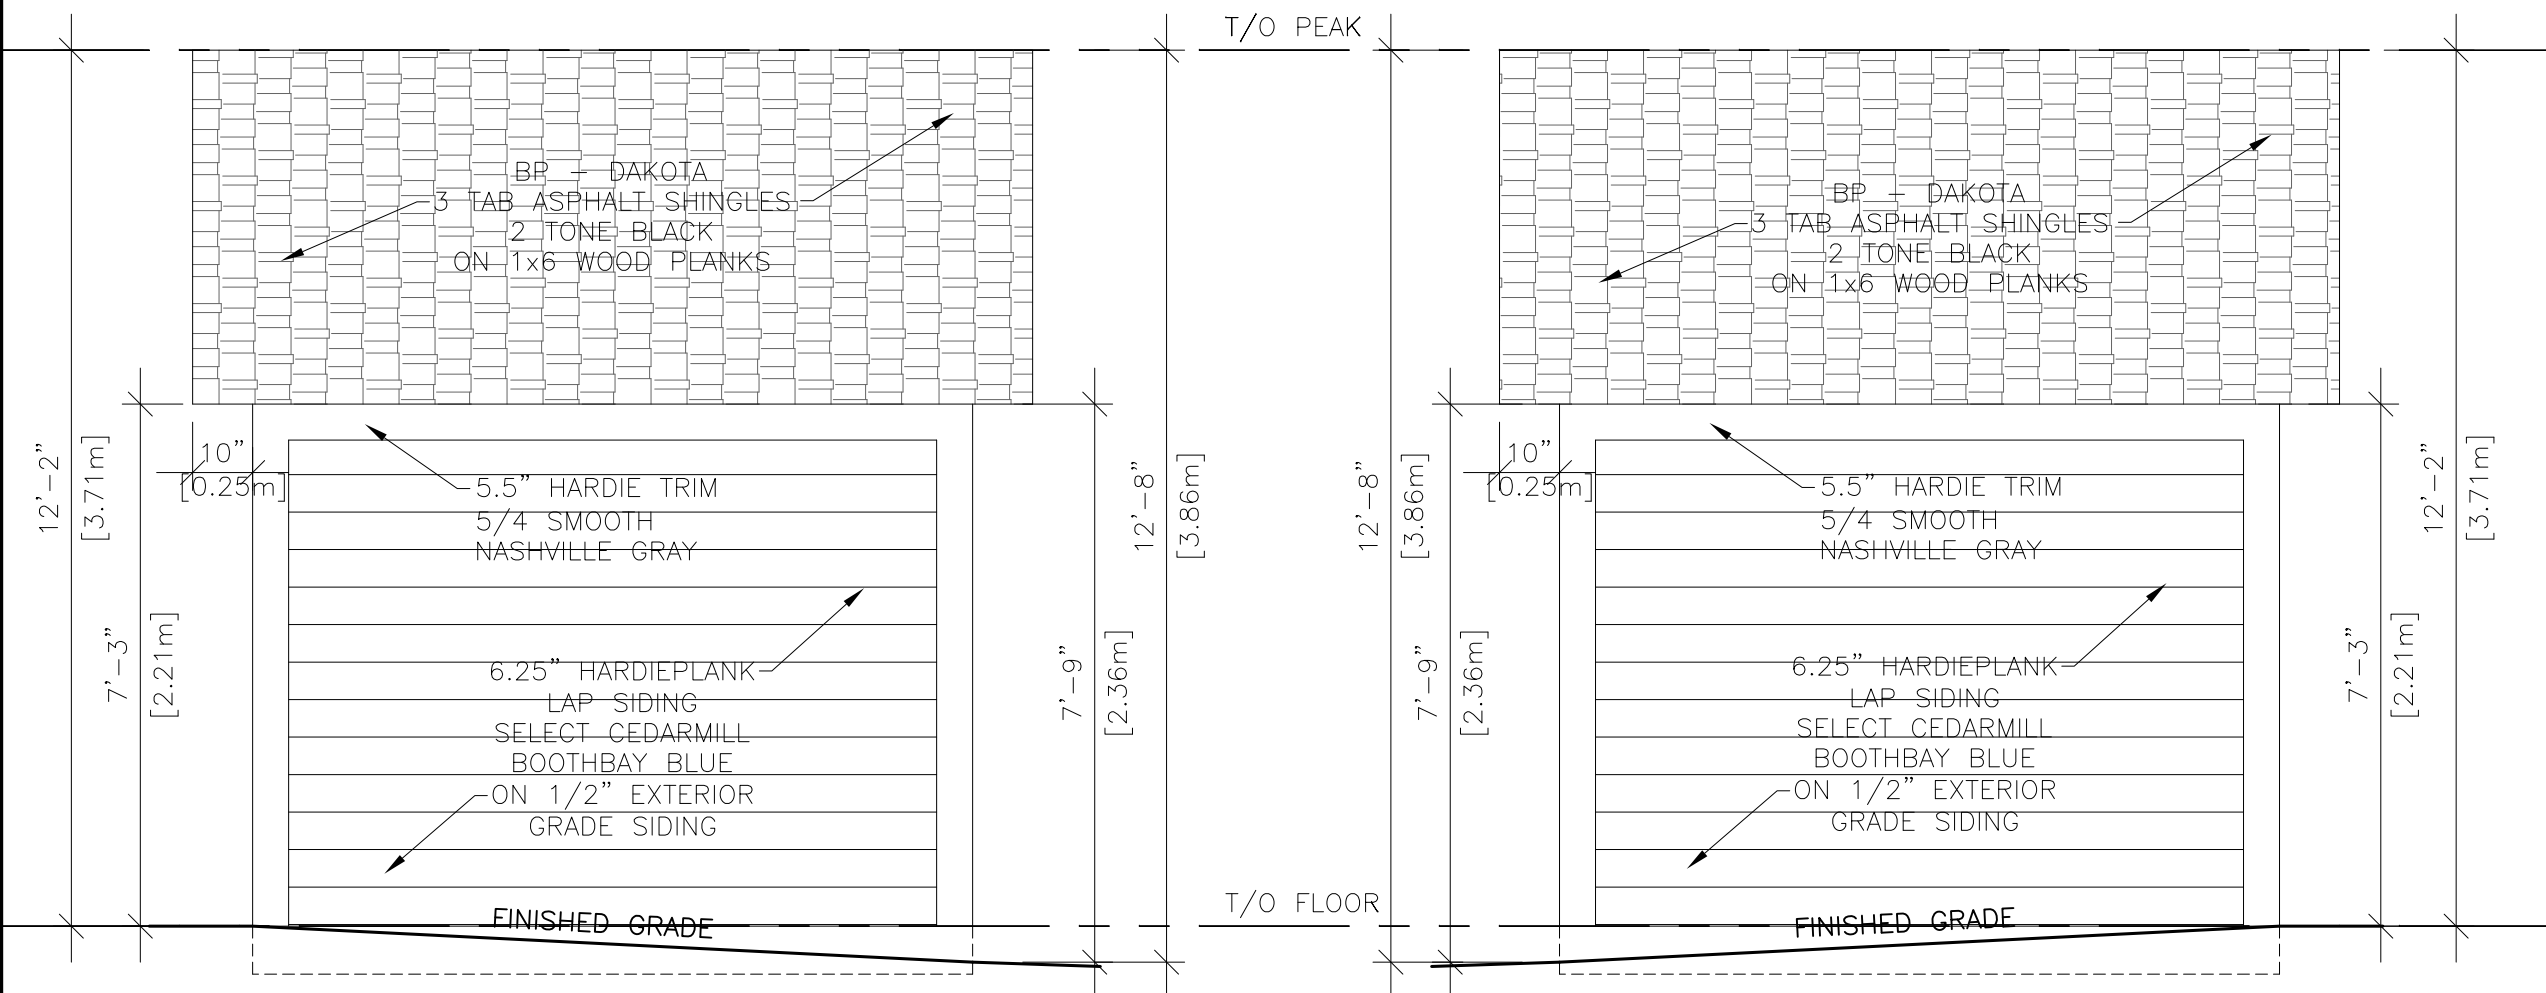 T/O PEAK
BP - DAKOTA
3 TAB ASPHALT SHINGLES
2 TONE BLACK
ON 1x6 WOOD PLANKS
12'-2"
[3.71m]
7'-3"
[2.21m]
10"
[0.25m]
5.5" HARDIE TRIM
5/4 SMOOTH
NASHVILLE GRAY
6.25" HARDIEPLANK
LAP SIDING
SELECT CEDARMILL
BOOTHBAY BLUE
ON 1/2" EXTERIOR
GRADE SIDING
FINISHED GRADE
7'-9"
[2.36m]
12'-8"
[3.86m]
T/O FLOOR
BP - DAKOTA
3 TAB ASPHALT SHINGLES
2 TONE BLACK
ON 1x6 WOOD PLANKS
12'-8"
[3.86m]
7'-9"
[2.36m]
10"
[0.25m]
5.5" HARDIE TRIM
5/4 SMOOTH
NASHVILLE GRAY
6.25" HARDIEPLANK
LAP SIDING
SELECT CEDARMILL
BOOTHBAY BLUE
ON 1/2" EXTERIOR
GRADE SIDING
FINISHED GRADE
7'-3"
[2.21m]
12'-2"
[3.71m]